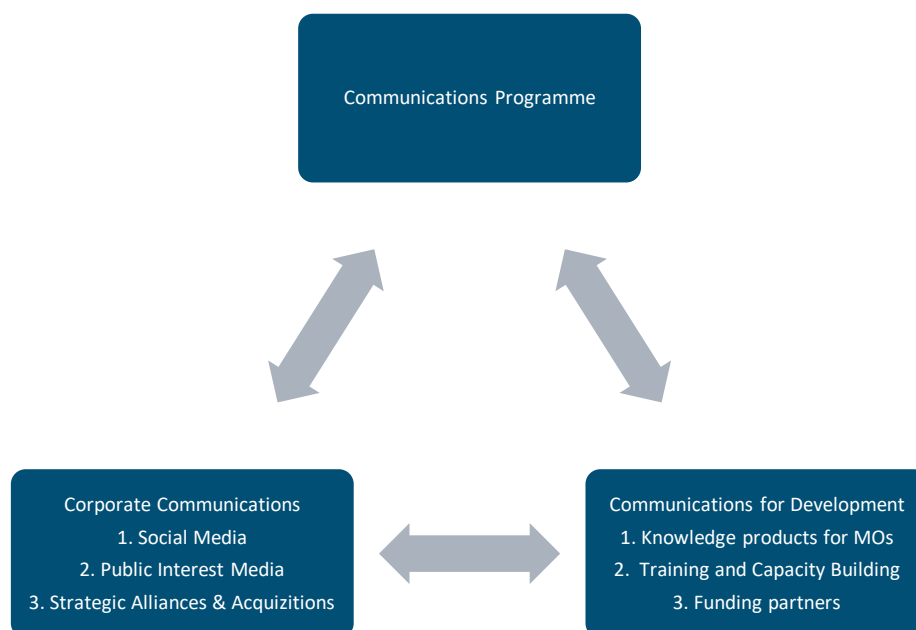 Communications Programme
Corporate Communications
1. Social Media
2. Public Interest Media
3. Strategic Alliances & Acquizitions
Communications for Development
1. Knowledge products for MOs
2. Training and Capacity Building
3. Funding partners